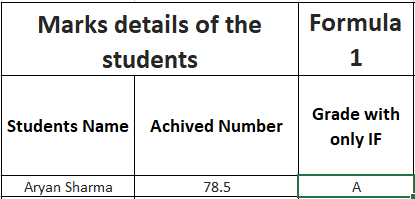 Marks details of the
students
Formula
1
Students Name
Achived Number
Grade with
only IF
Aryan Sharma
78.5
A